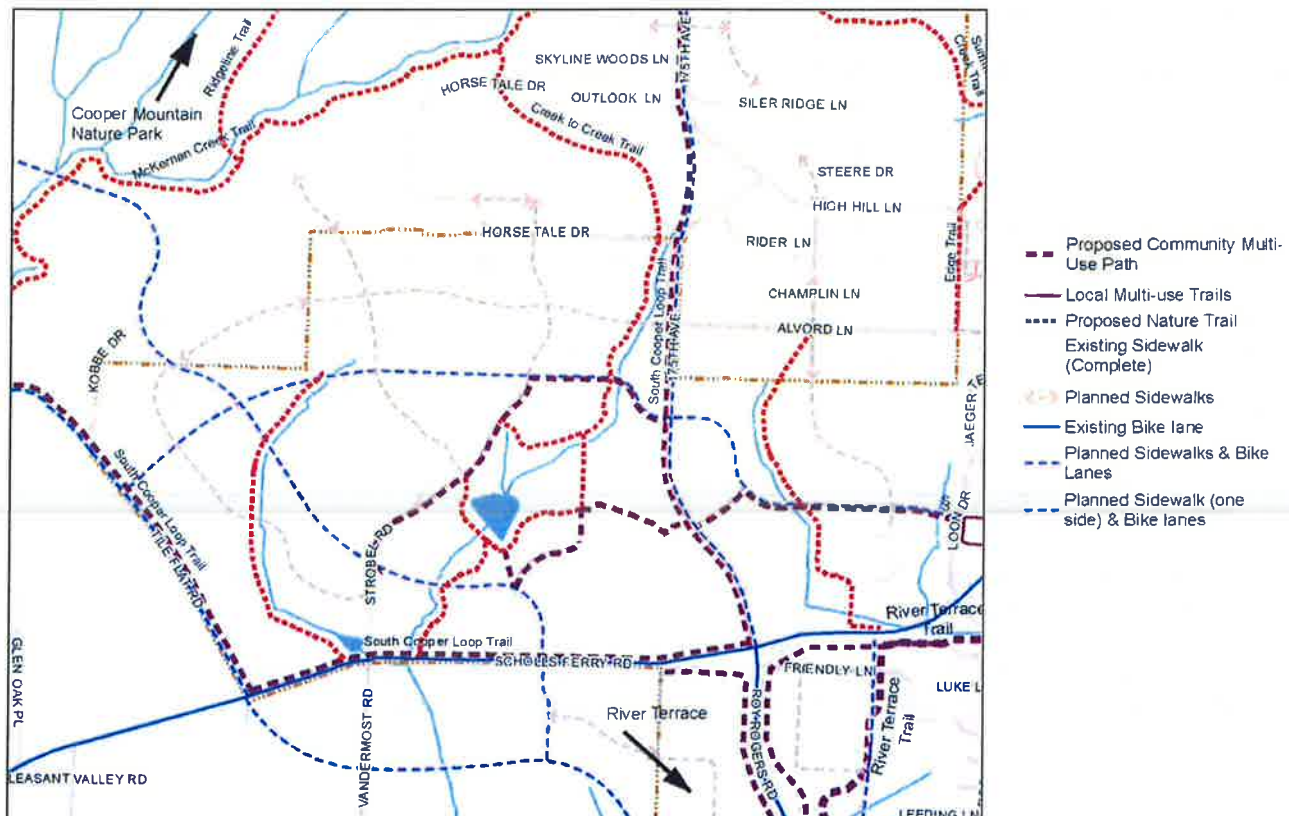 175TH AVE
SKYLINE WOODS LN
HORSE TALE DR
OUTLOOK LN
SILER RIDGE LN
Creek Trail
Ridgeline Trail
Cooper Mountain
Nature Park
McKernan Creek Trail
Creek to Creek Trail
STEERE DR
HIGH HILL LN
HORSE TALE DR
RIDER LN
Edge Trail
CHAMPLIN LN
ALVORD LN
South Cooper Loop Trail
175TH AVE
KOBBE DR
JAEGER TE
South Cooper Loop Trail
TILE FLAT RD
STROBEL RD
LOON DR
River Terrace
Trail
South Cooper Loop Trail
SCHOLLS FERRY RD
FRIENDLY LN
LUKE L
GLEN OAK PL
VANDERMOST RD
River Terrace
ROY ROGERS RD
River Terrace
Trail
LEASANT VALLEY RD
LEEDING LN
Proposed Community Multi-
Use Path
Local Multi-use Trails
Proposed Nature Trail
Existing Sidewalk
(Complete)
Planned Sidewalks
Existing Bike lane
Planned Sidewalks & Bike
Lanes
Planned Sidewalk (one
side) & Bike lanes